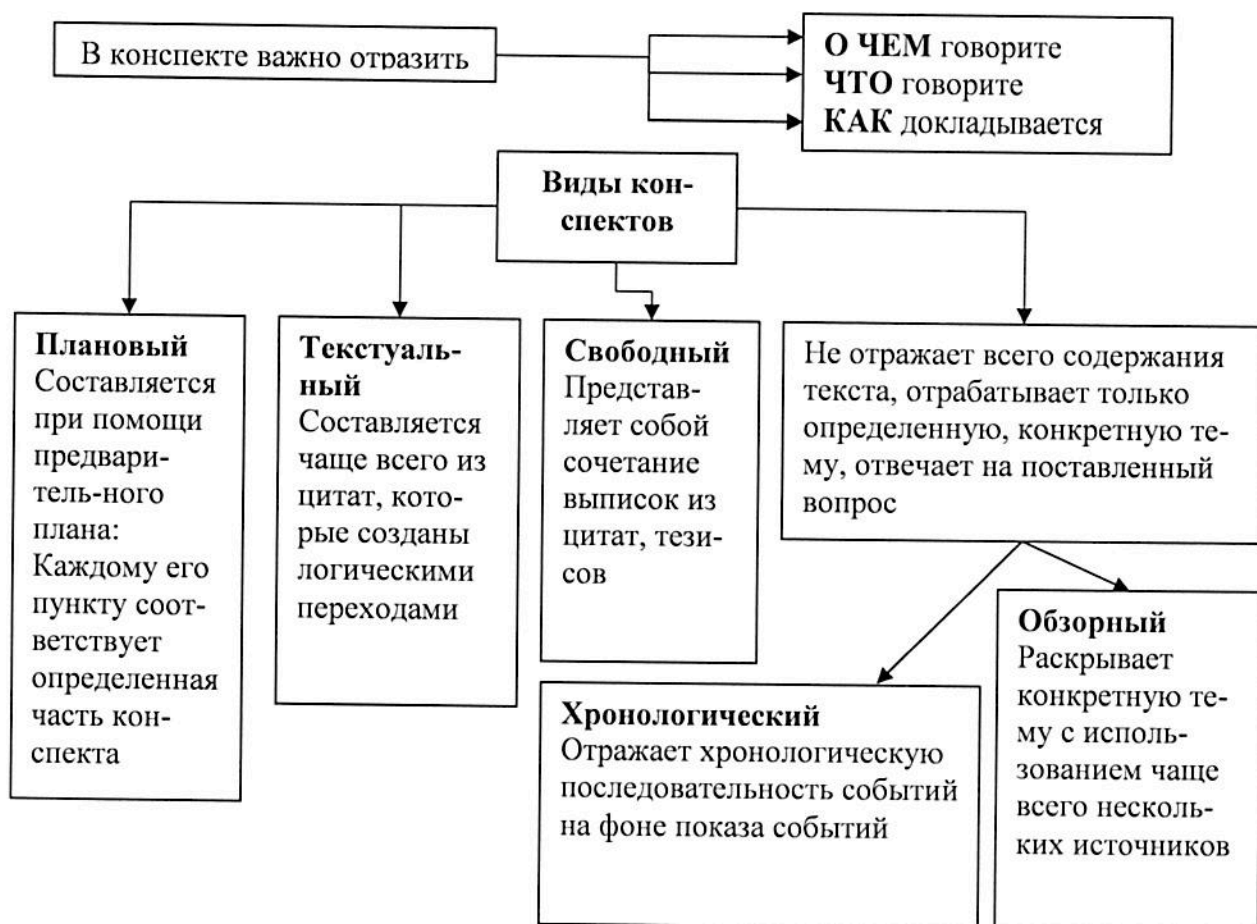 В конспекте важно отразить
О ЧЕМ говорите
ЧТО говорите
КАК докладывается
Виды кон-
спектов
Плановый
Составляется
при помощи
предвари-
тель-ного
плана:
Каждому его
пункту соот-
ветствует
определенная
часть кон-
спекта
Текстуаль-
ный
Составляется
чаще всего из
цитат, кото-
рые созданы
логическими
переходами
Свободный
Представ-
ляет собой
сочетание
выписок из
цитат, тези-
сов
Не отражает всего содержания
текста, отрабатывает только
определенную, конкретную те-
му, отвечает на поставленный
вопрос
Хронологический
Отражает хронологическую
последовательность событий
на фоне показа событий
Обзорный
Раскрывает
конкретную те-
му с исполь-
зованием чаще
всего несколь-
ких источников